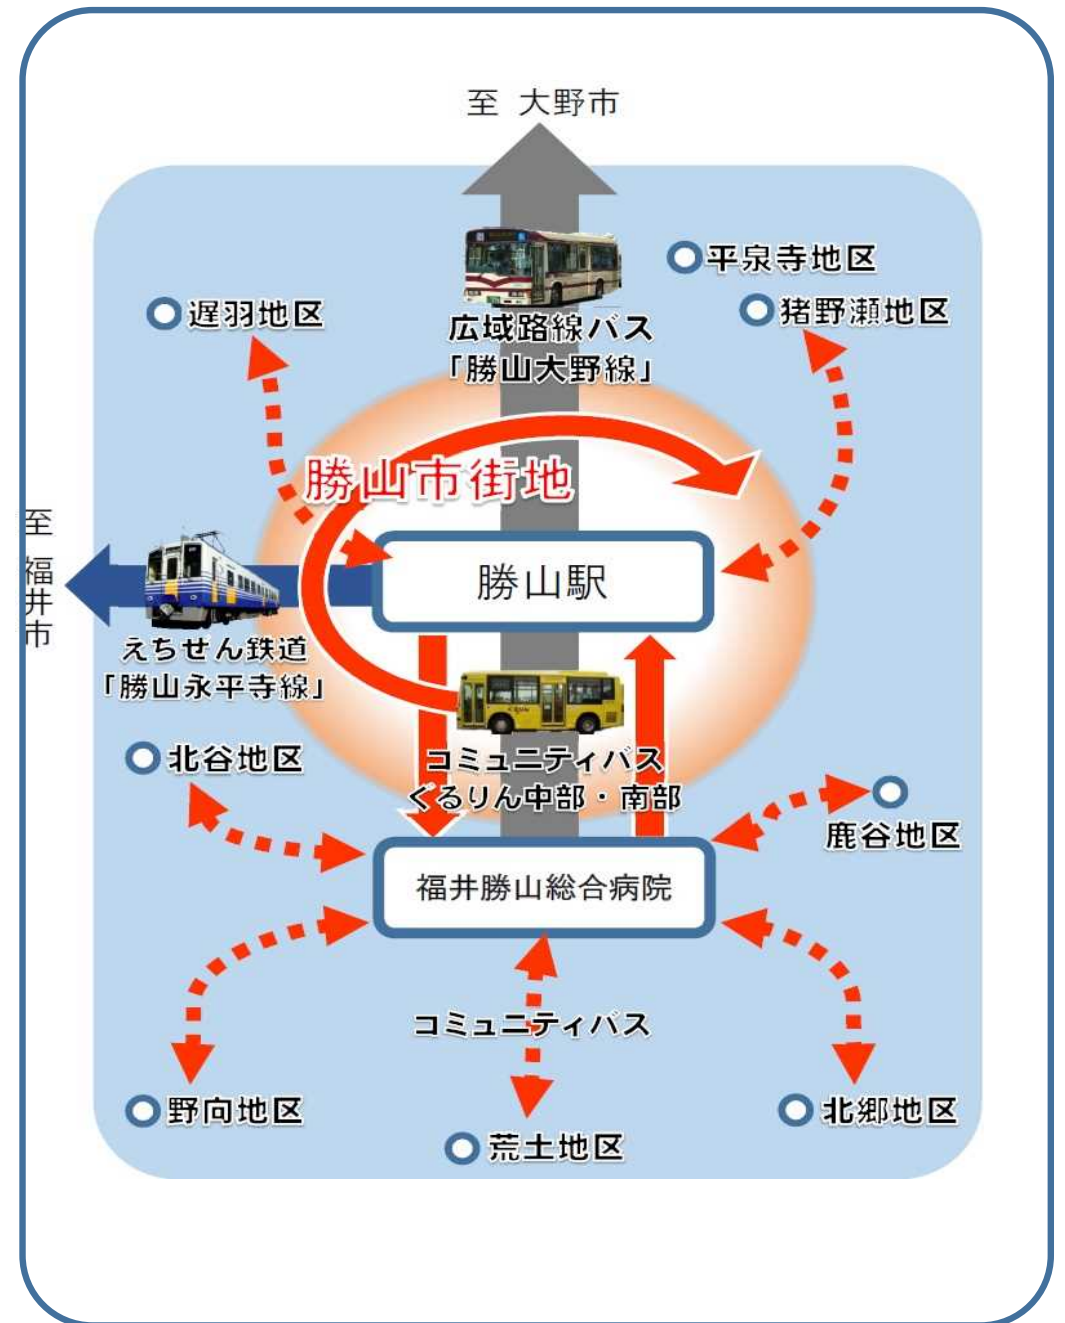 至 大野市
平泉寺地区
猪野瀬地区
遅羽地区
広域路線バス
「勝山大野線」
勝山市街地
至 福井市
勝山駅
えちぜん鉄道
「勝山永平寺線」
北谷地区
コミュニティバス
ぐるりん中部・南部
鹿谷地区
福井勝山総合病院
コミュニティバス
野向地区
荒土地区
北郷地区